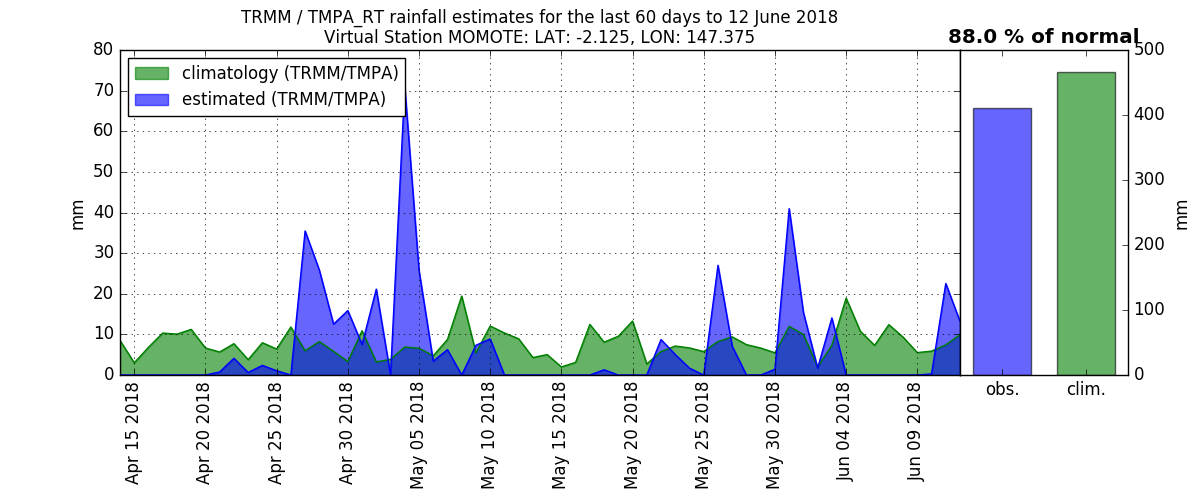 TRMM / TMPA_RT rainfall estimates for the last 60 days to 12 June 2018
Virtual Station MOMOTE: LAT: -2.125, LON: 147.375
88.0 % of normal
climatology (TRMM/TMPA)
estimated (TRMM/TMPA)
mm
80
70
60
50
40
30
20
10
0
Apr 15 2018
Apr 20 2018
Apr 25 2018
Apr 30 2018
May 05 2018
May 10 2018
May 15 2018
May 20 2018
May 25 2018
May 30 2018
Jun 04 2018
Jun 09 2018
500
400
300
200
100
0
mm
obs.
clim.